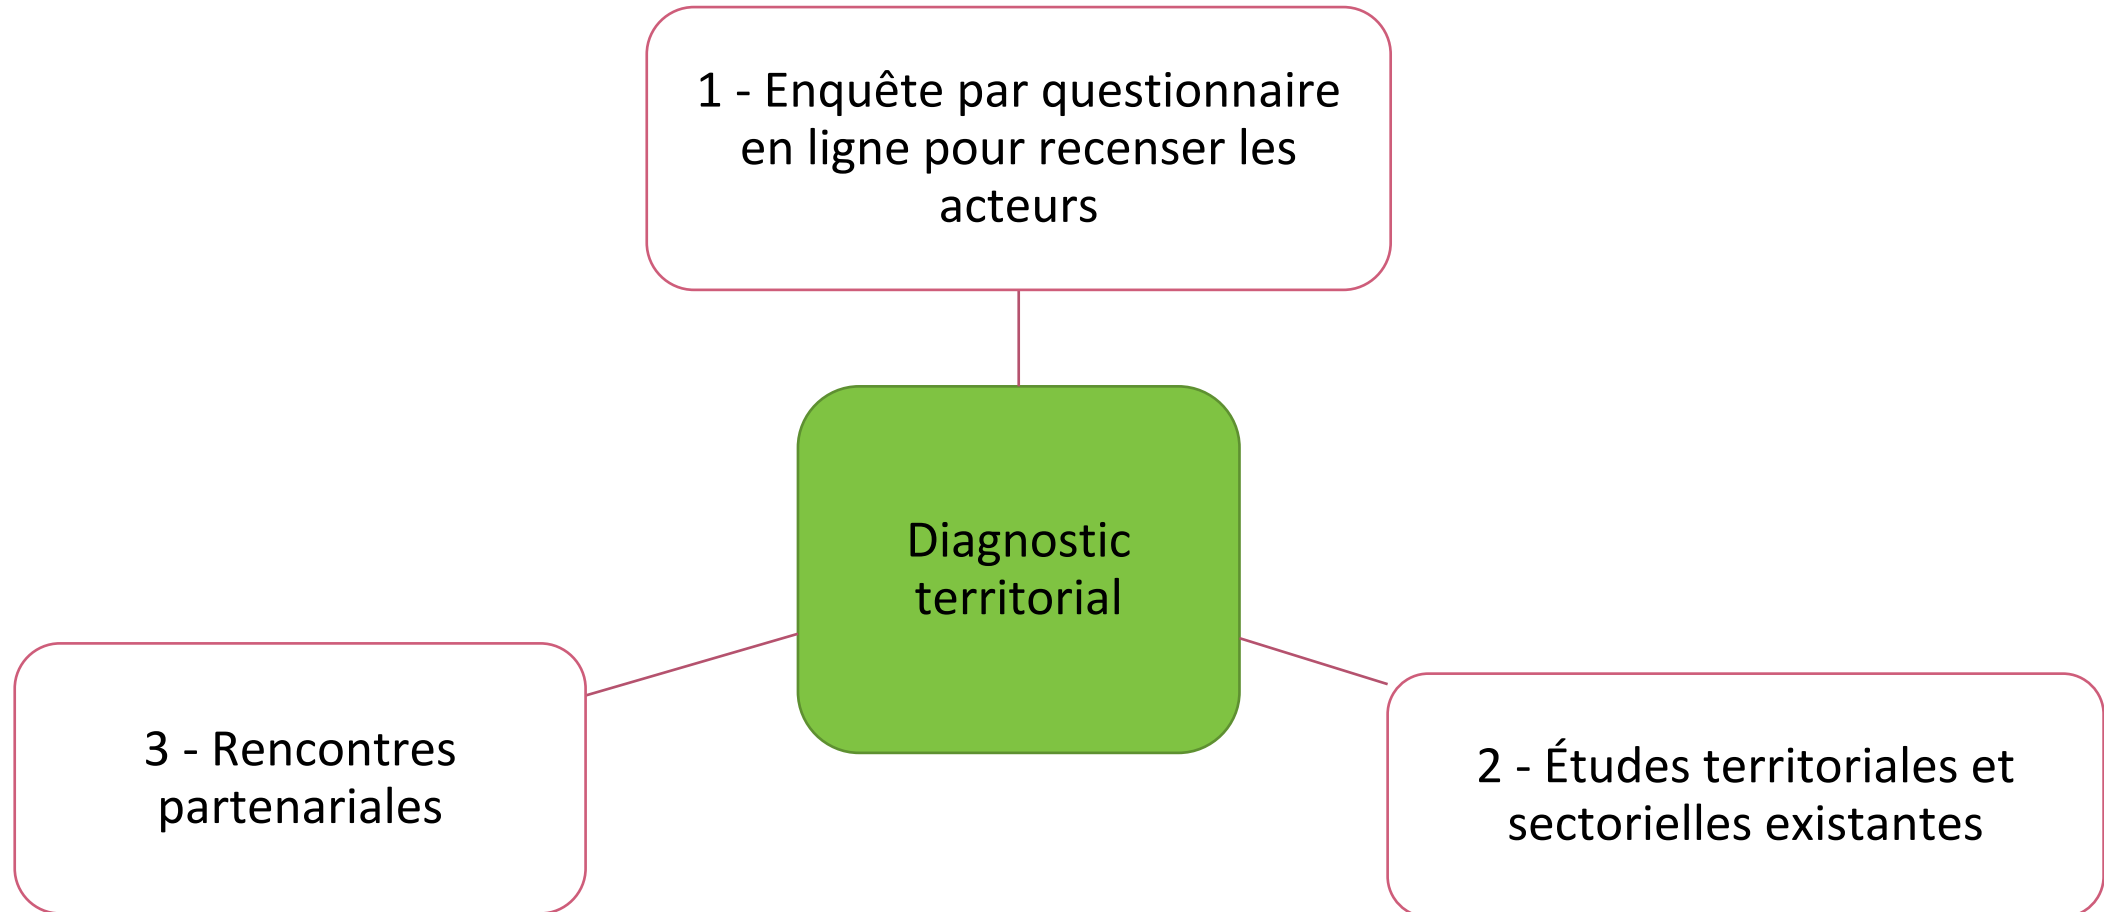 1 - Enquête par questionnaire
en ligne pour recenser les
acteurs
Diagnostic
territorial
3 - Rencontres
partenariales
2 - Études territoriales et
sectorielles existantes